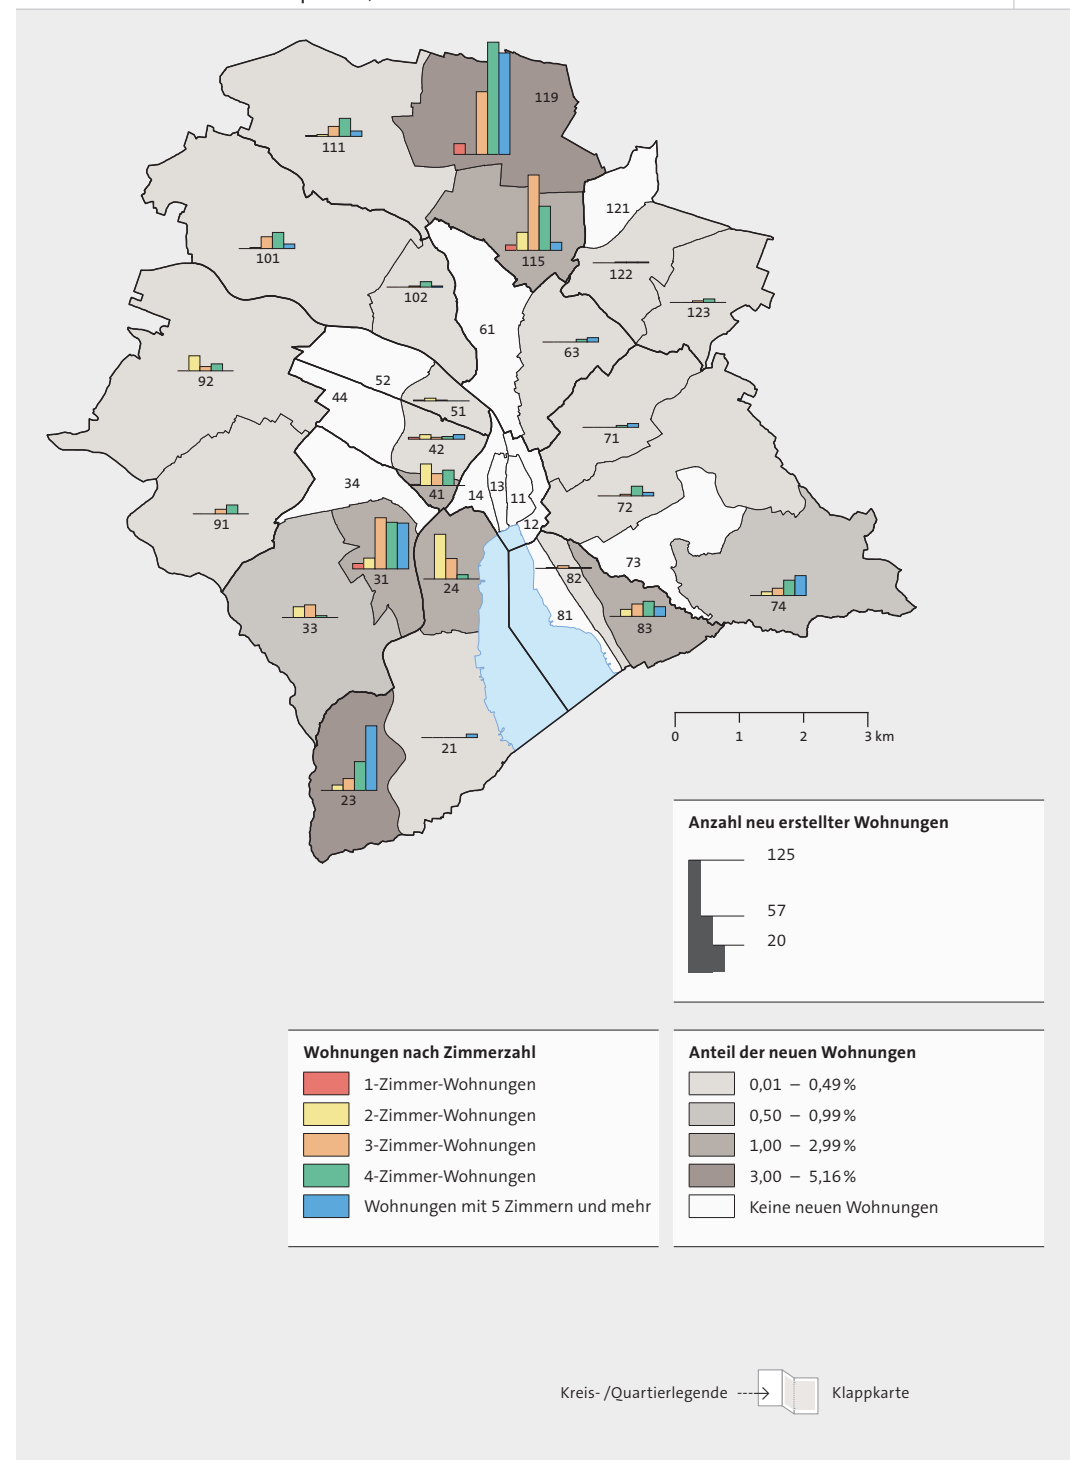 119
111
121
115
101
122
102
123
61
63
92
52
44
51
71
42
34
13
41
14
11
72
91
12
73
82
31
24
74
81
33
83
21
23
0 1 2 3 km
Anzahl neu erstellter Wohnungen
125
57
20
Wohnungen nach Zimmerzahl
1-Zimmer-Wohnungen
2-Zimmer-Wohnungen
3-Zimmer-Wohnungen
4-Zimmer-Wohnungen
Wohnungen mit 5 Zimmern und mehr
Anteil der neuen Wohnungen
0,01 – 0,49 %
0,50 – 0,99 %
1,00 – 2,99 %
3,00 – 5,16 %
Keine neuen Wohnungen
Kreis- /Quartierlegende
Klappkarte